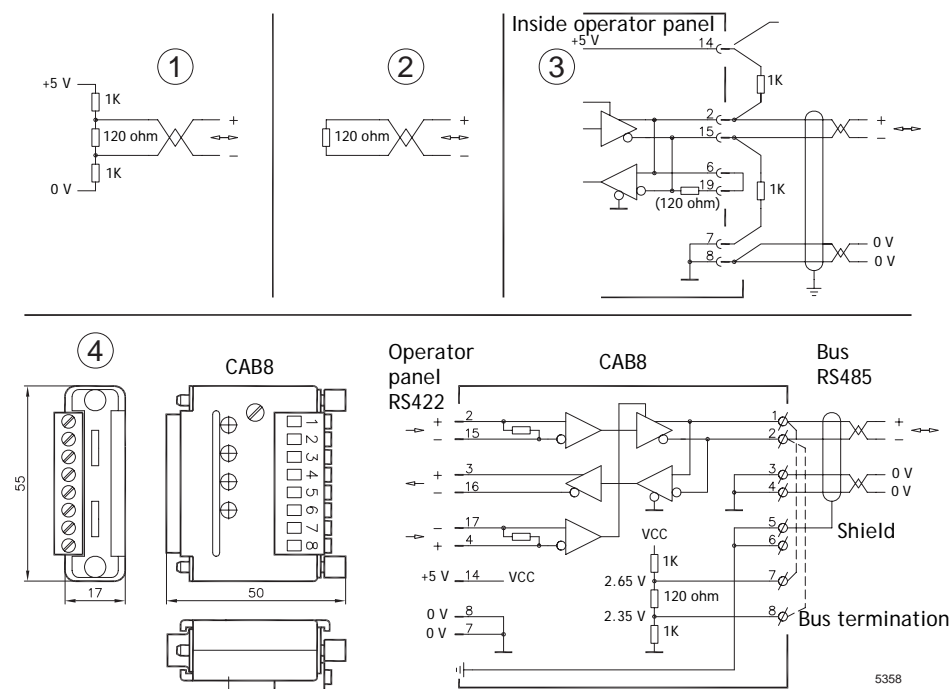 1
+5 V
1K
120 ohm
+
−
1K
0 V
2
120 ohm
+
−
Inside operator panel
3
+5 V
14
1K
2
+
15
−
6
19
(120 ohm)
1K
7
0 V
8
0 V
4
CAB8
55
17
50
1
2
3
4
5
6
7
8
Operator
panel
RS422
CAB8
Bus
RS485
+ 2
− 15
1 +
2 −
+ 3
− 16
3 0 V
4 0 V
− 17
+ 4
5
6
Shield
VCC
1K
+5 V 14 VCC
2.65 V
7
120 ohm
0 V 8
2.35 V
8
Bus termination
0 V 7
1K
5358